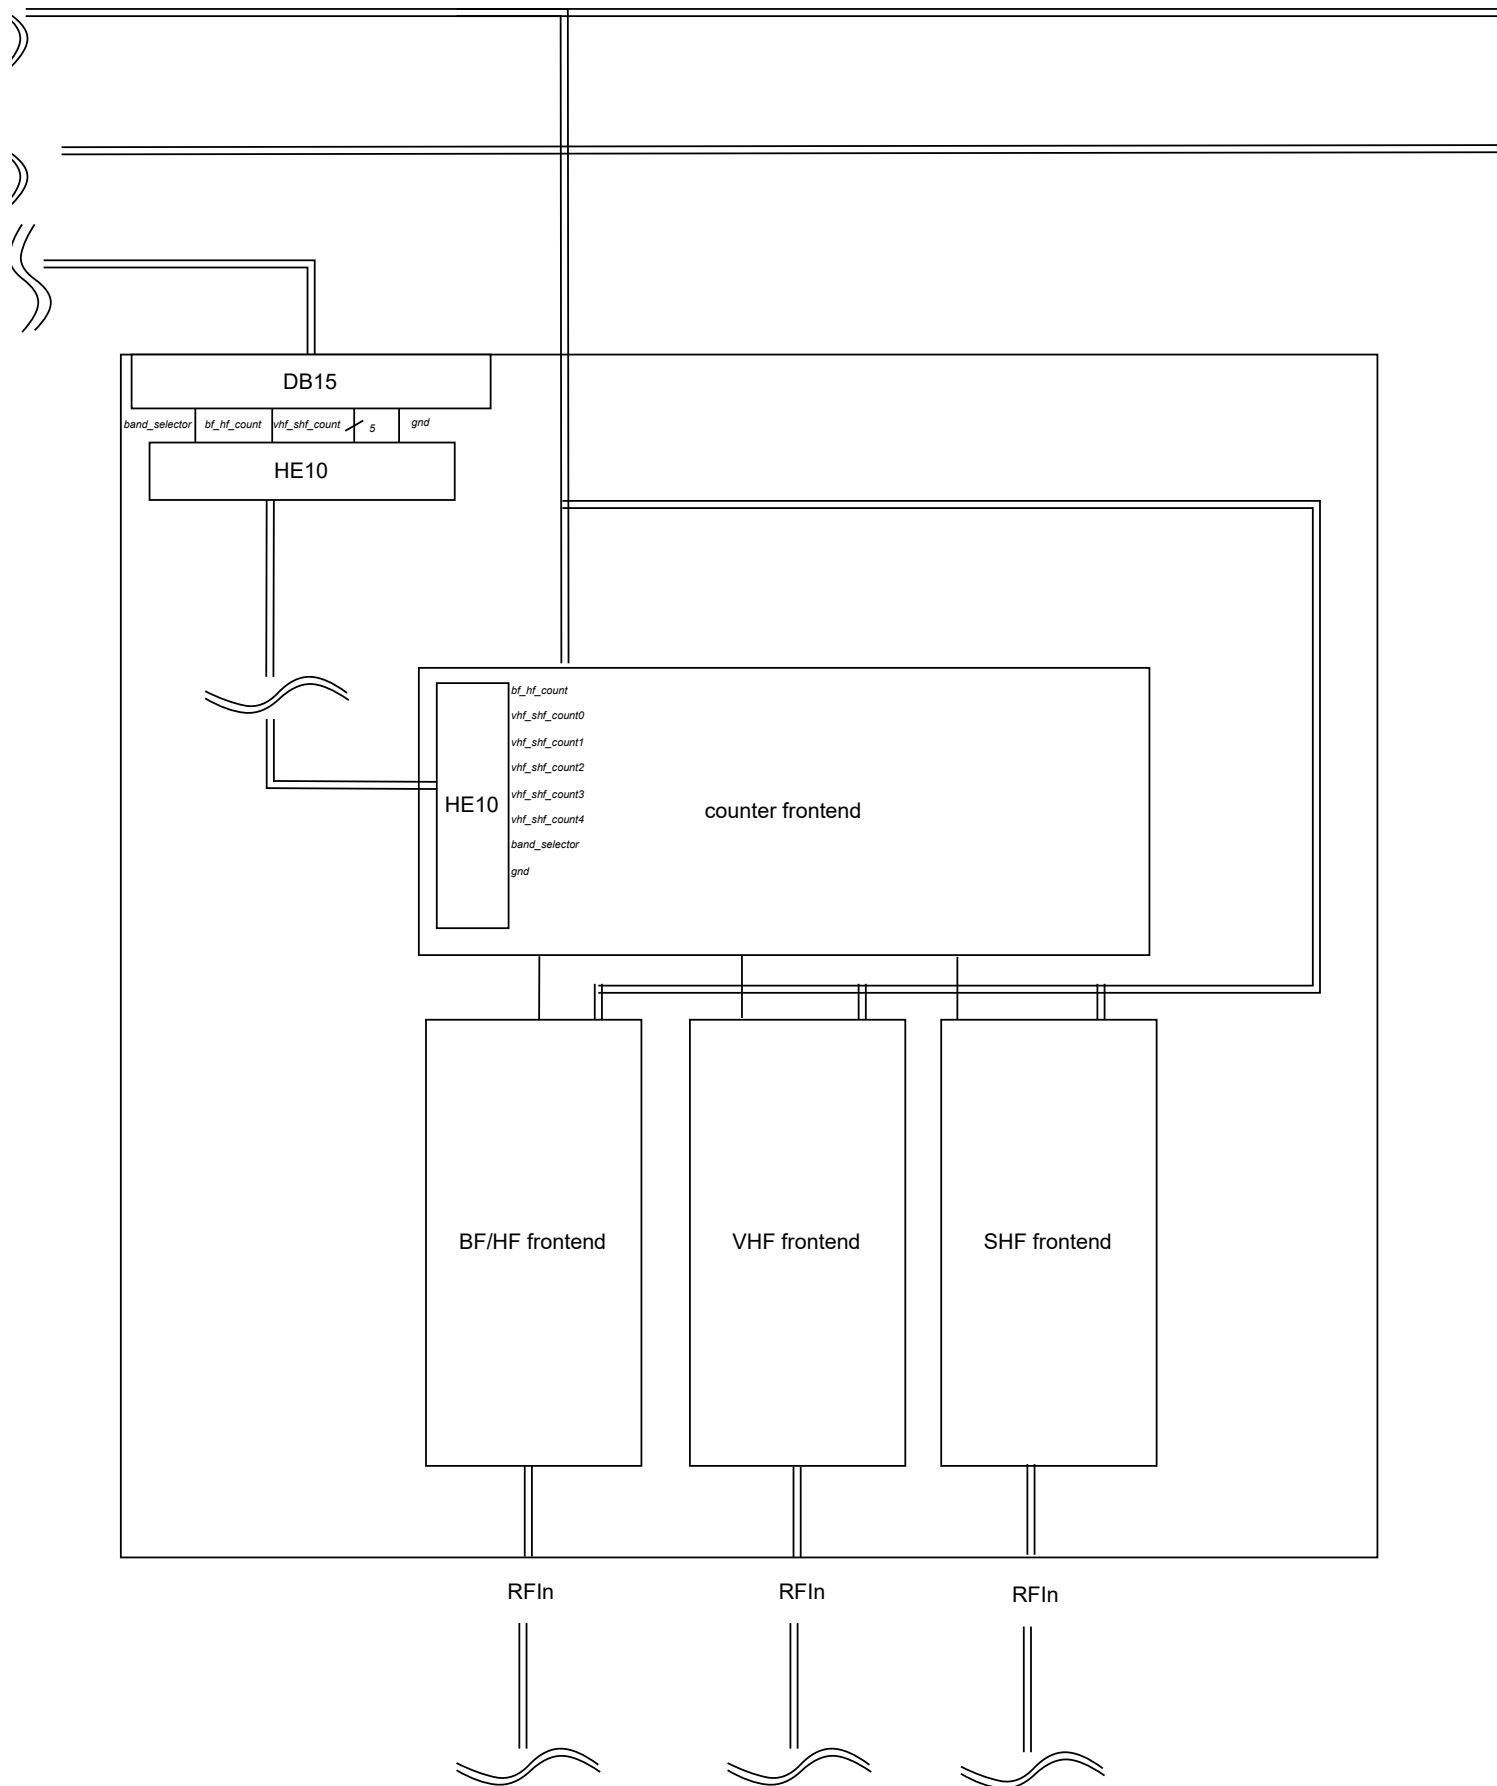 DB15
band_selector bf_hf_count vhf_shf_count 5 gnd
HE10
bf_hf_count
vhf_shf_count0
vhf_shf_count1
vhf_shf_count2
vhf_shf_count3
vhf_shf_count4
band_selector
gnd
HE10
counter frontend
BF/HF frontend
VHF frontend
SHF frontend
RFIn
RFIn
RFIn